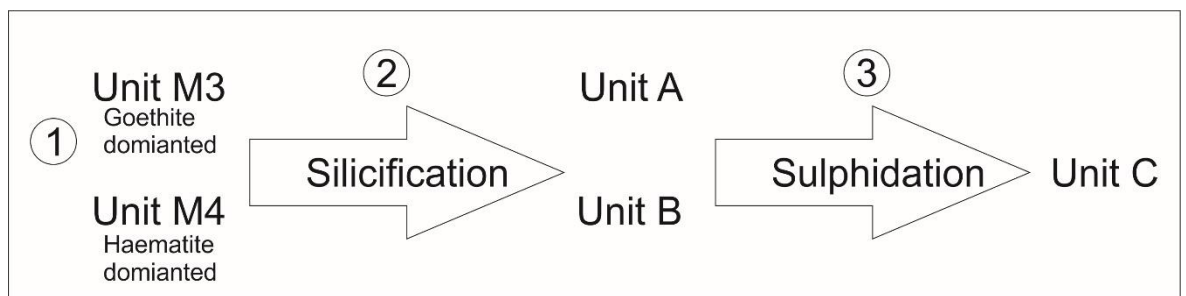 1
Unit M3
Goethite
domianted
Unit M4
Haematite
domianted
2
Silicification
Unit A
Unit B
3
Sulphidation
Unit C